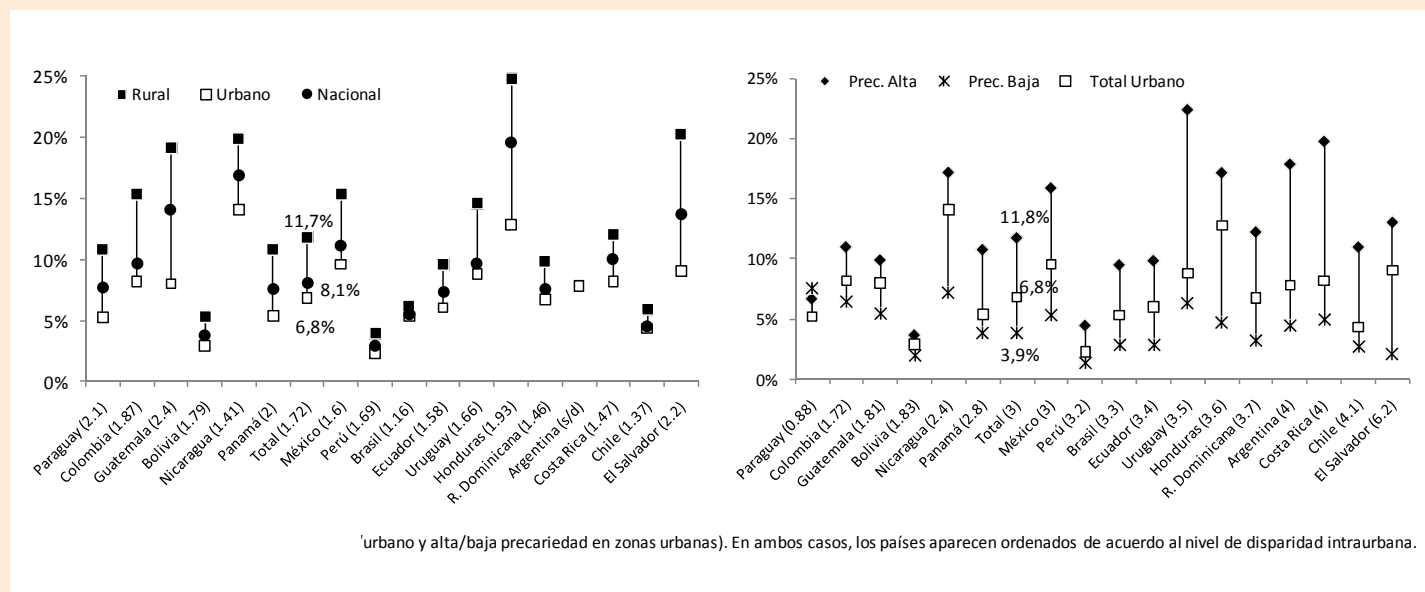 25%
20%
15%
10%
5%
0%
Rural Urbano Nacional
11,7%
8,1%
6,8%
Paraguay (2.1)
Colombia (1.87)
Guatemala (2.4)
Bolivia (1.79)
Nicaragua (1.41)
Panamá (2)
Total (1.72)
México (1.6)
Perú (1.69)
Brasil (1.16)
Ecuador (1.58)
Uruguay (1.66)
Honduras (1.93)
R. Dominicana (1.46)
Argentina (s/d)
Costa Rica (1.47)
Chile (1.37)
El Salvador (2.2)
25%
20%
15%
10%
5%
0%
Prec. Alta Prec. Baja Total Urbano
11,8%
6,8%
3,9%
Paraguay (0.88)
Colombia (1.72)
Guatemala (1.81)
Bolivia (1.83)
Nicaragua (2.4)
Panamá (2.8)
Total (3)
México (3)
Perú (3.2)
Brasil (3.3)
Ecuador (3.4)
Uruguay (3.5)
Honduras (3.6)
R. Dominicana (3.7)
Argentina (4)
Costa Rica (4)
Chile (4.1)
El Salvador (6.2)
/urbano y alta/baja precariedad en zonas urbanas). En ambos casos, los países aparecen ordenados de acuerdo al nivel de disparidad intraurbana.